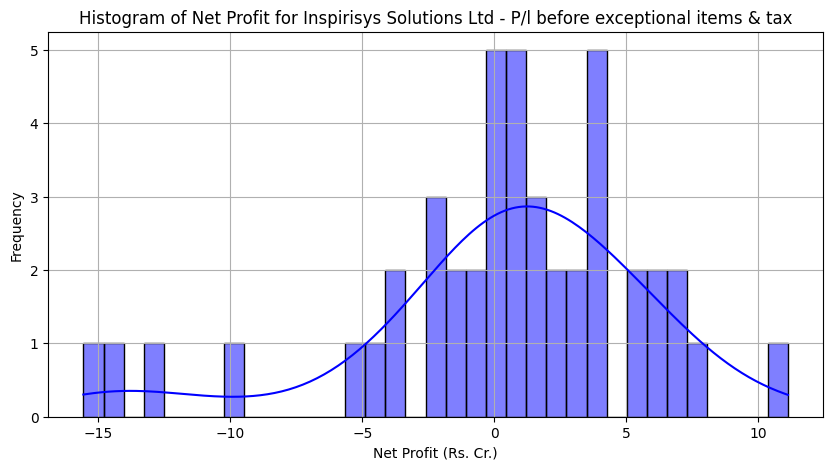 Histogram of Net Profit for Inspirisys Solutions Ltd - P/l before exceptional items & tax
5
4
3
2
1
0
Frequency
−15 −10 −5 0 5 10
Net Profit (Rs. Cr.)